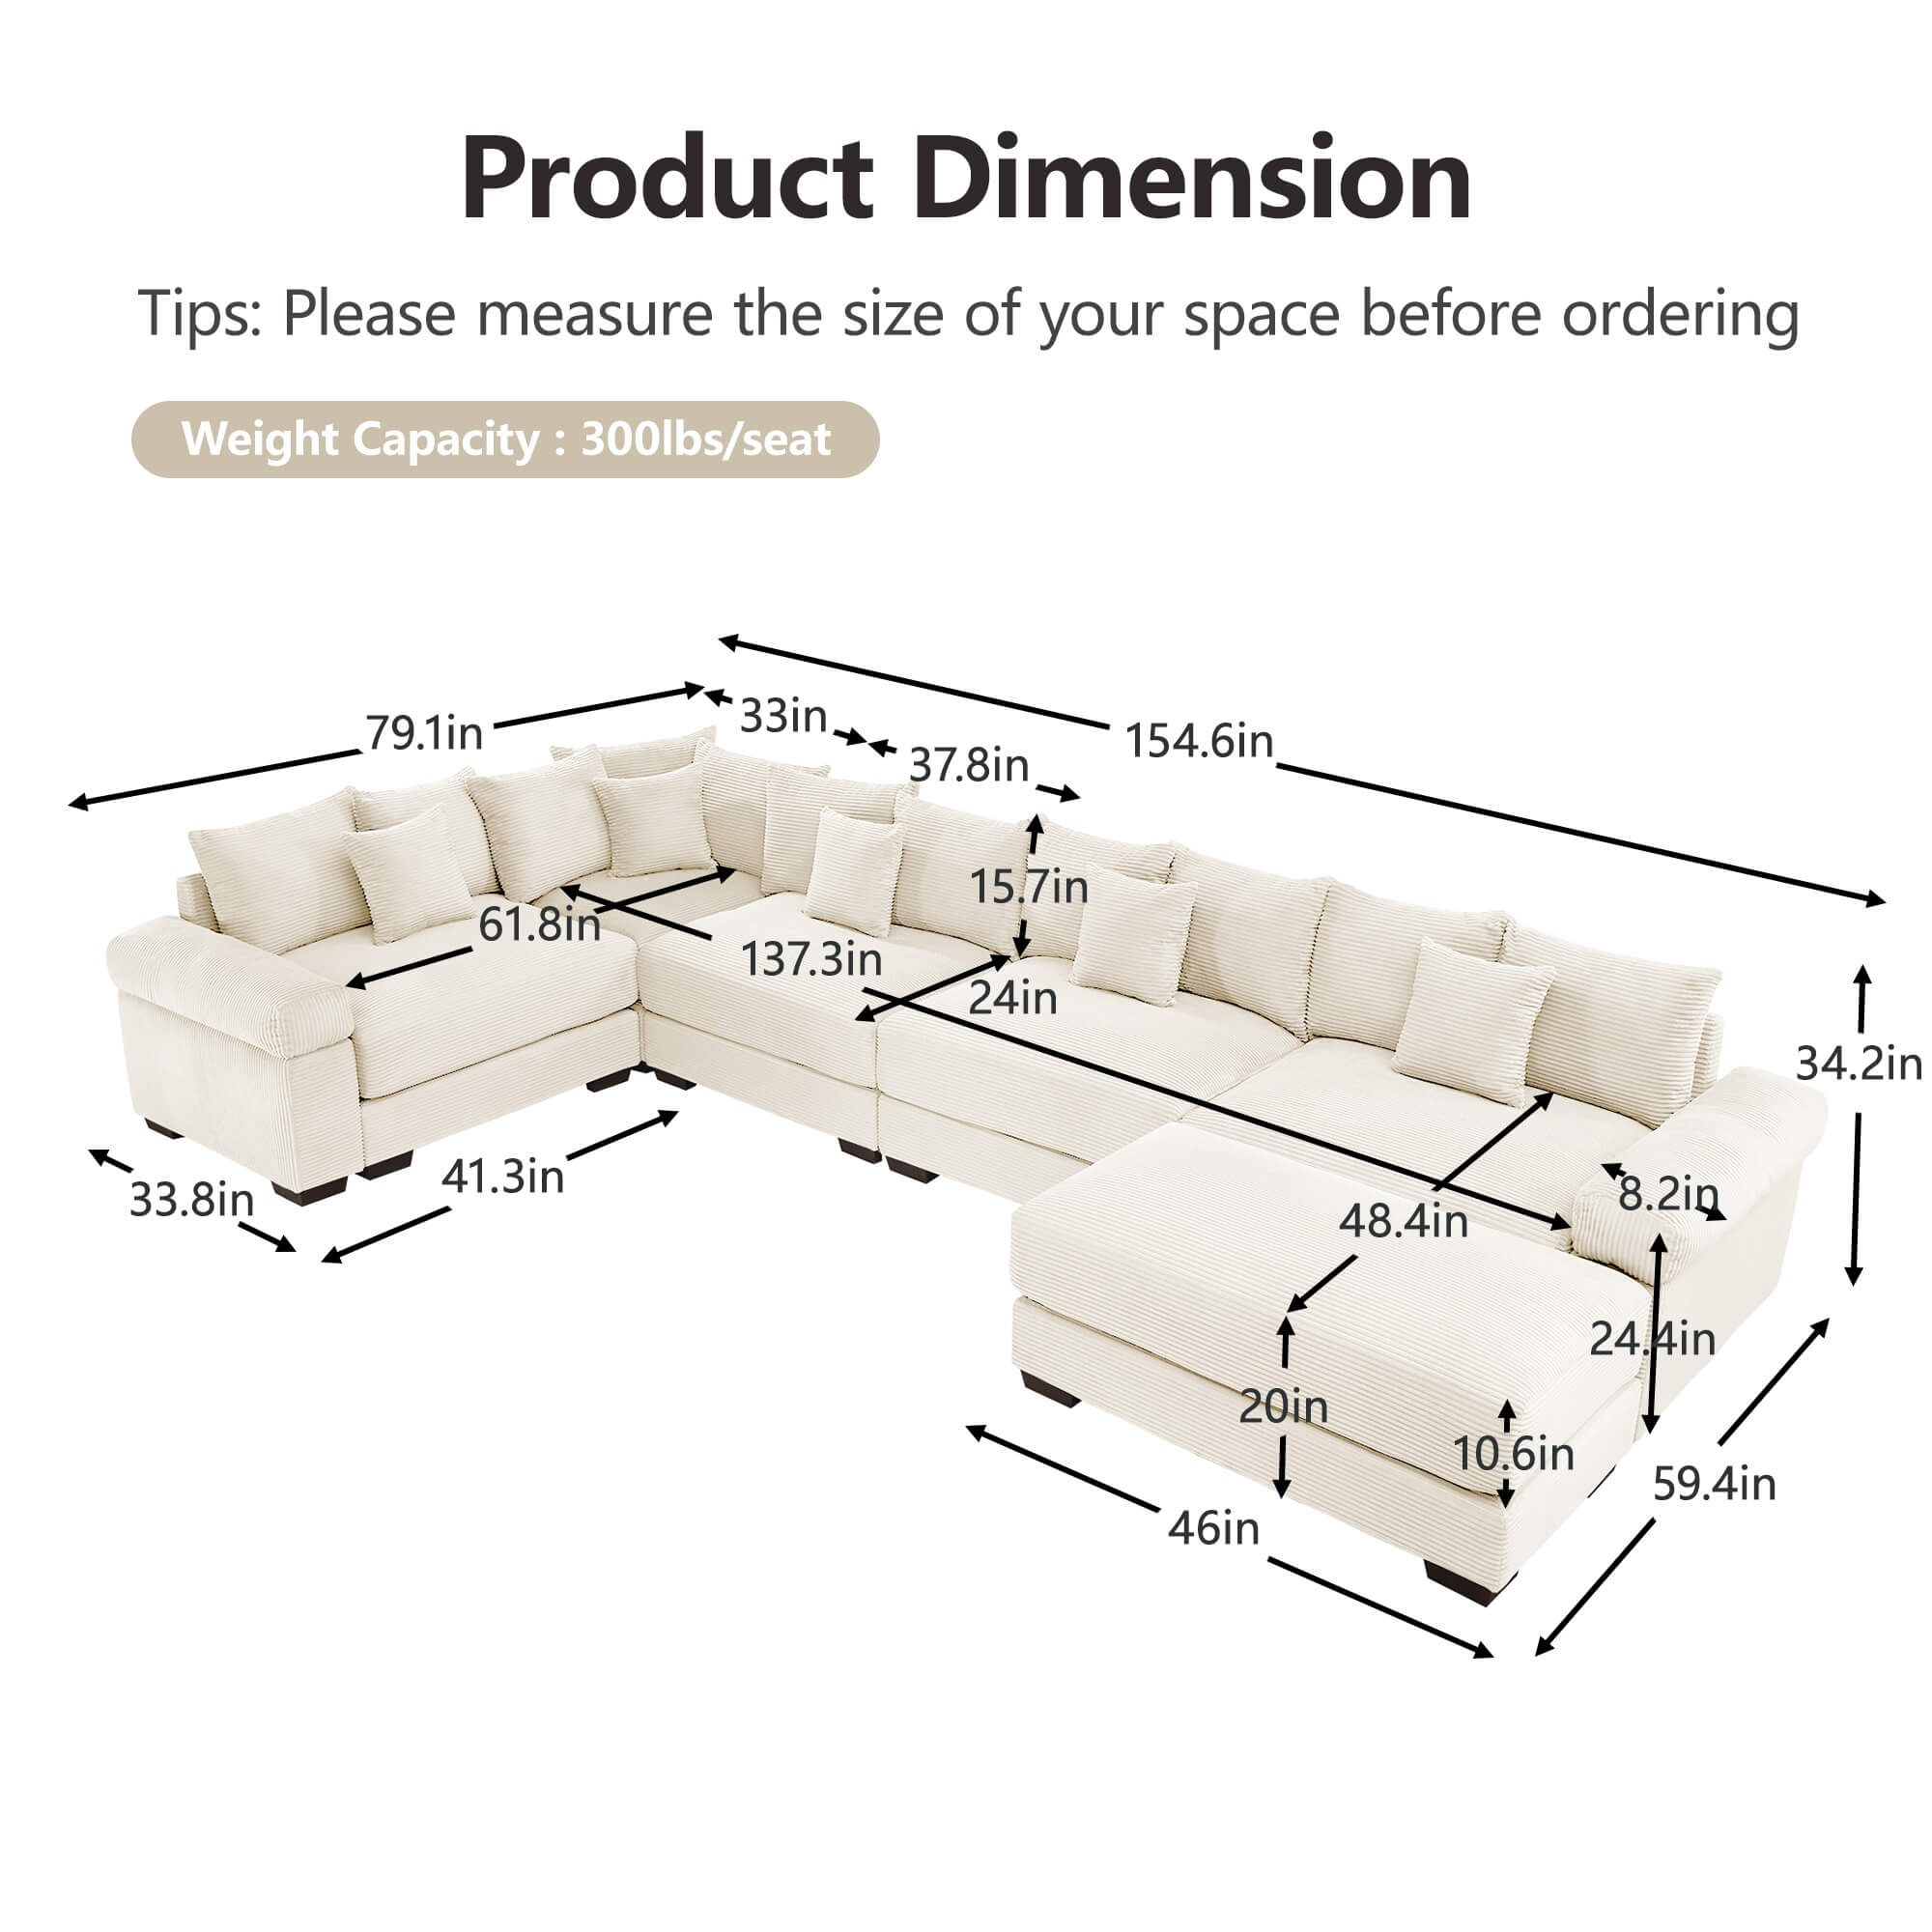 Product Dimension
Tips: Please measure the size of your space before ordering
Weight Capacity : 300lbs/seat
79.1in
33in
37.8in
154.6in
15.7in
61.8in
137.3in
24in
34.2in
33.8in
41.3in
8.2in
48.4in
24.4in
20in
10.6in
59.4in
46in